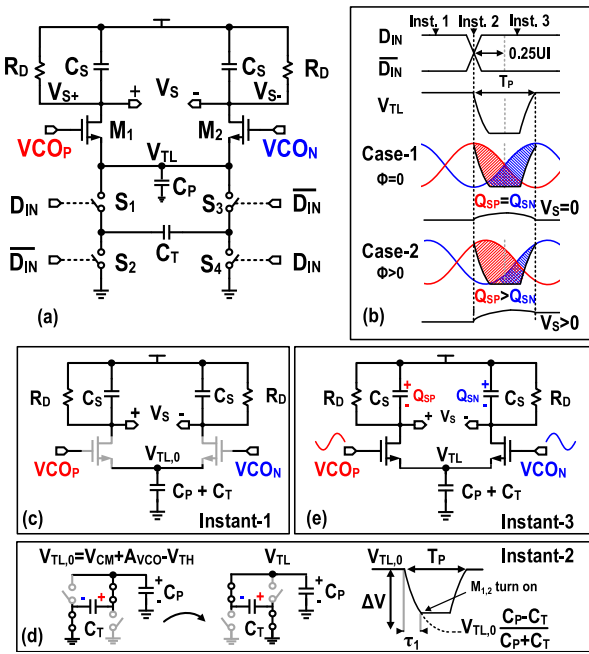 R_D
C_S
C_S
R_D
V_S+
+
V_S
-
V_S-
M_1
M_2
VCO_P
V_TL
VCO_N
C_P
D_IN
S_1
S_3
D̅_I̅N̅
C_T
D̅_I̅N̅
S_2
S_4
D_IN
(a)
Inst. 1
Inst. 2
Inst. 3
D_IN
D̅_I̅N̅
0.25UI
T_P
V_TL
Case-1
Φ=0
Q_SP=Q_SN
V_S=0
Case-2
Φ>0
Q_SP>Q_SN
V_S>0
(b)
R_D
C_S
C_S
R_D
+
V_S
-
V_TL,0
VCO_P
VCO_N
C_P + C_T
(c)
Instant-1
R_D
C_S
+
Q_SP
-
+
Q_SN
-
C_S
R_D
+
V_S
-
V_TL
VCO_P
VCO_N
C_P + C_T
(e)
Instant-3
V_TL,0=V_CM+A_VCO-V_TH
V_TL
- +
C_T
+
C_P
-
- +
C_T
+
C_P
-
(d)
V_TL,0
T_P
Instant-2
ΔV
M_1,2 turn on
τ_1
V_TL,0 (C_P-C_T)/(C_P+C_T)